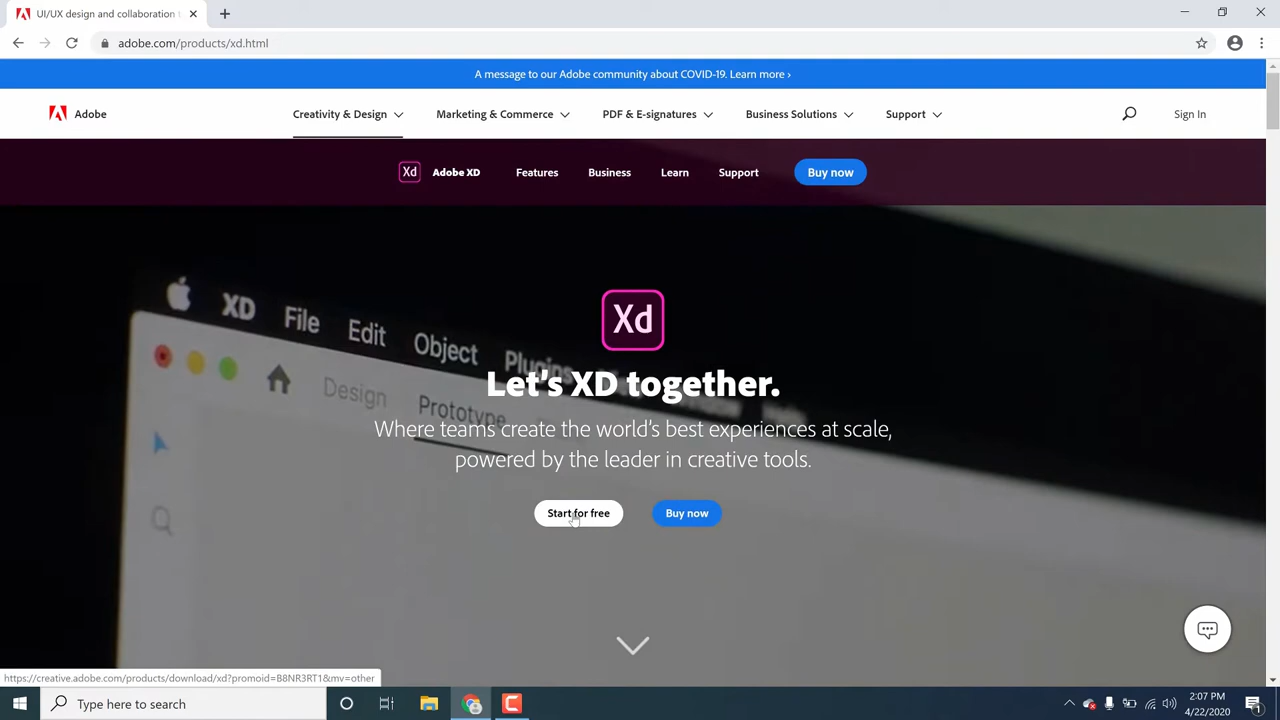 UI/UX design and collaboration t
adobe.com/products/xd.html
A message to our Adobe community about COVID-19. Learn more ›
Adobe
Creativity & Design
Marketing & Commerce
PDF & E-signatures
Business Solutions
Support
Sign In
Xd
Adobe XD
Features
Business
Learn
Support
Buy now
XD
File
Edit
Object
Plugins
Design
Prototype
Xd
Let's XD together.
Where teams create the world's best experiences at scale,
powered by the leader in creative tools.
Start for free
Buy now
https://creative.adobe.com/products/download/xd?promoid=B8NR3RT1&mv=other
Type here to search
2:07 PM
4/22/2020
1